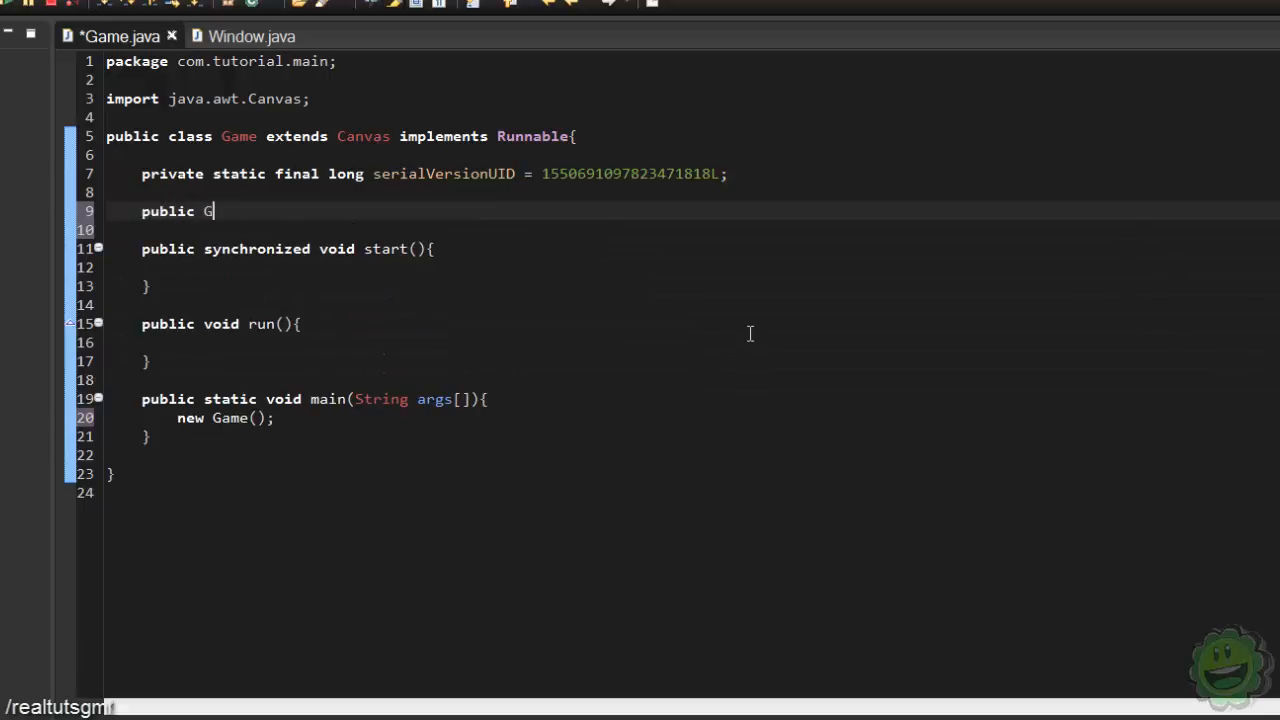 *Game.java
Window.java
1 package com.tutorial.main;
2
3 import java.awt.Canvas;
4
5 public class Game extends Canvas implements Runnable{
6
7 private static final long serialVersionUID = 1550691097823471818L;
8
9 public G
10
11 public synchronized void start(){
12
13 }
14
15 public void run(){
16
17 }
18
19 public static void main(String args[]){
20 new Game();
21 }
22
23 }
24
/realtutsgm